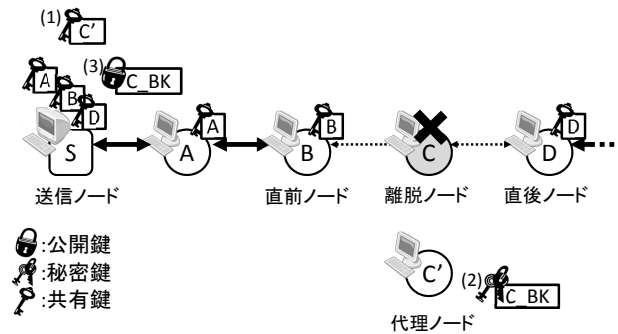 (1) C'
(3) C_BK
A
B
D
A
B
D
S
A
B
C
D
送信ノード
直前ノード
離脱ノード
直後ノード
:公開鍵
:秘密鍵
:共有鍵
C'
(2) C_BK
代理ノード